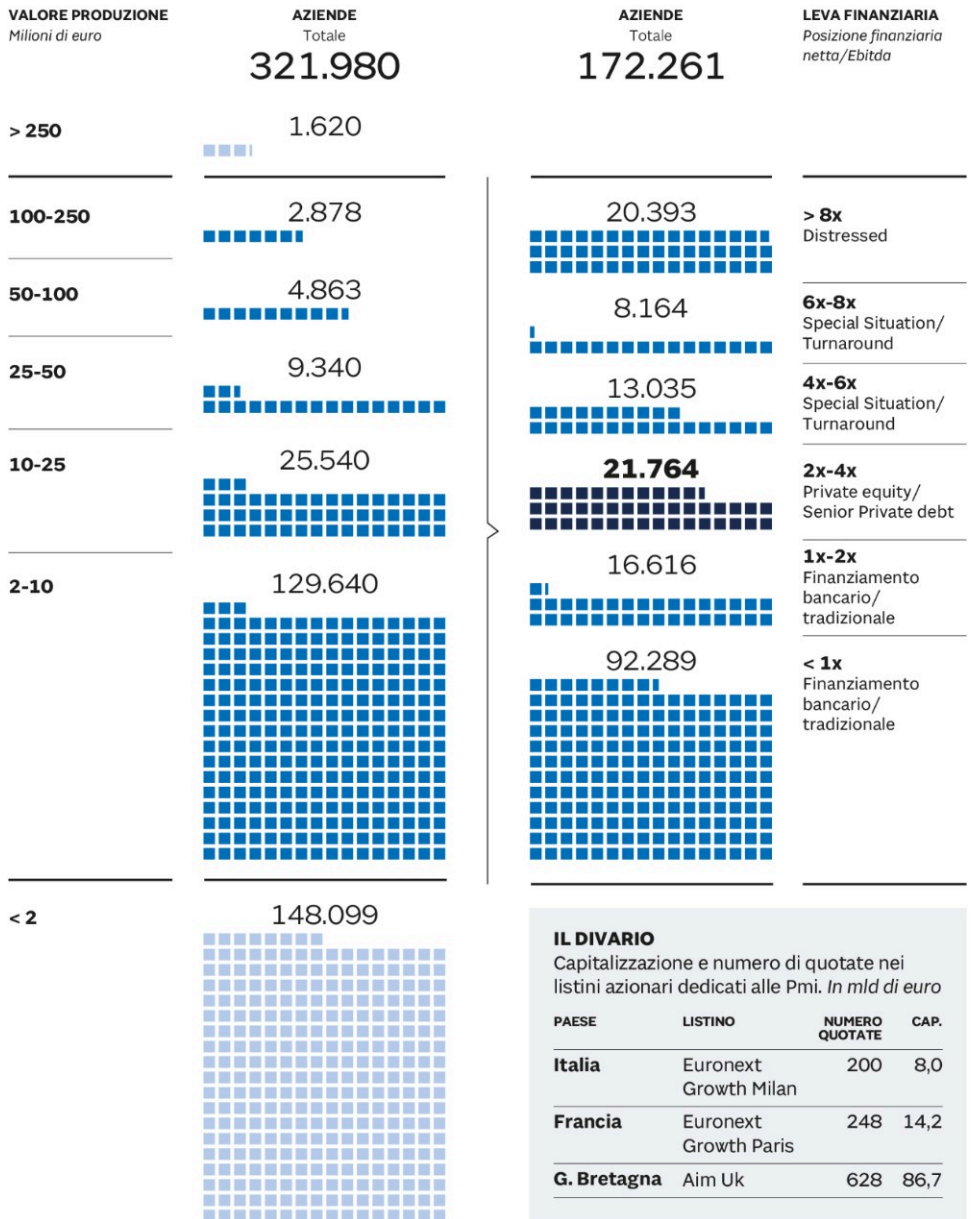 VALORE PRODUZIONE
Milioni di euro
AZIENDE
Totale
321.980
AZIENDE
Totale
172.261
LEVA FINANZIARIA
Posizione finanziaria
netta/Ebitda
> 250
1.620
100-250
2.878
50-100
4.863
25-50
9.340
10-25
25.540
2-10
129.640
< 2
148.099
20.393
> 8x
Distressed
8.164
6x-8x
Special Situation/
Turnaround
13.035
4x-6x
Special Situation/
Turnaround
21.764
2x-4x
Private equity/
Senior Private debt
16.616
1x-2x
Finanziamento
bancario/
tradizionale
92.289
< 1x
Finanziamento
bancario/
tradizionale
IL DIVARIO
Capitalizzazione e numero di quotate nei
listini azionari dedicati alle Pmi. In mld di euro
PAESE LISTINO NUMERO QUOTATE CAP.
Italia Euronext Growth Milan 200 8,0
Francia Euronext Growth Paris 248 14,2
G. Bretagna Aim Uk 628 86,7